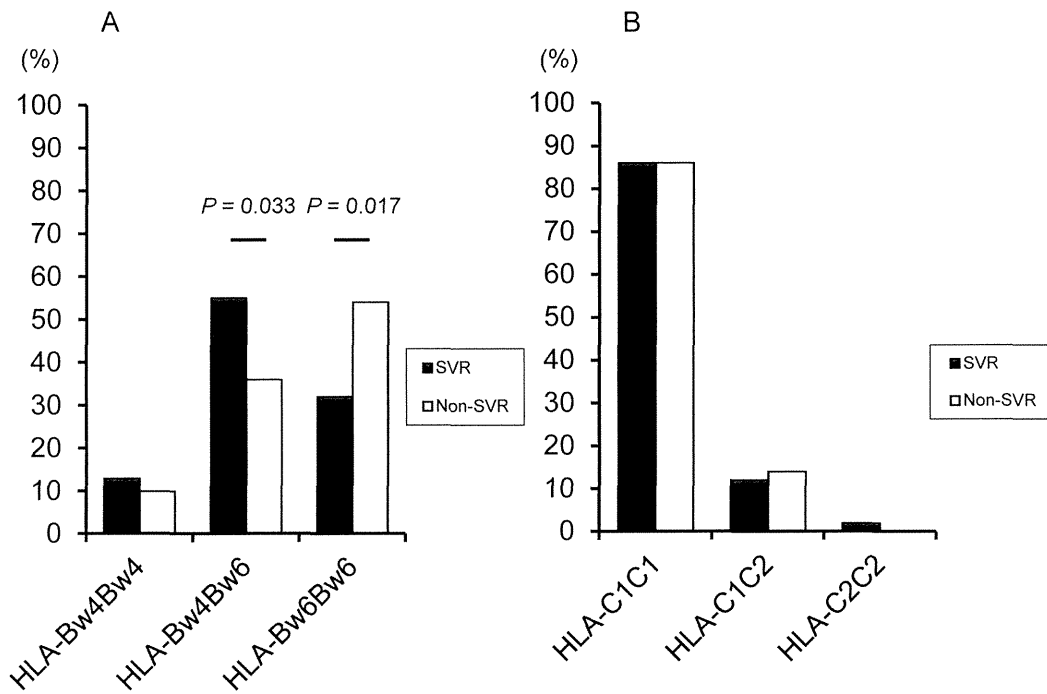 A
(%)
100
90
80
70
60
50
40
30
20
10
0
P = 0.033 P = 0.017
SVR
Non-SVR
HLA-Bw4Bw4
HLA-Bw4Bw6
HLA-Bw6Bw6
B
(%)
100
90
80
70
60
50
40
30
20
10
0
SVR
Non-SVR
HLA-C1C1
HLA-C1C2
HLA-C2C2